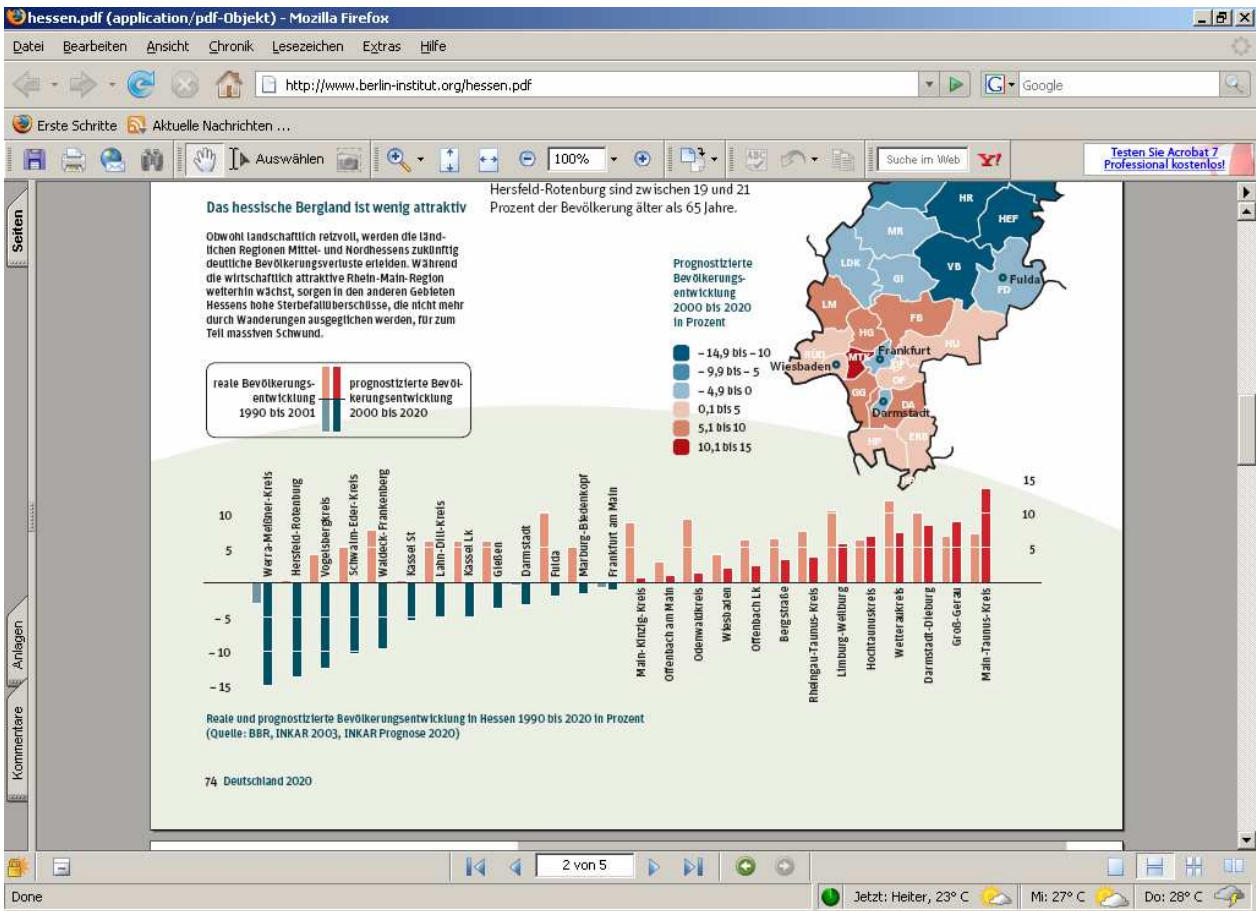 hessen.pdf (application/pdf-Objekt) - Mozilla Firefox
Datei Bearbeiten Ansicht Chronik Lesezeichen Extras Hilfe
http://www.berlin-institut.org/hessen.pdf
Google
Erste Schritte Aktuelle Nachrichten ...
Auswählen
100%
Suche im Web
Y!
Testen Sie Acrobat 7
Professional kostenlos!
Seiten
Anlagen
Kommentare
Hersfeld-Rotenburg sind zwischen 19 und 21
Prozent der Bevölkerung älter als 65 Jahre.
Das hessische Bergland ist wenig attraktiv
Obwohl landschaftlich reizvoll, werden die länd-
lichen Regionen Mittel- und Nordhessens zukünftig
deutliche Bevölkerungsverluste erleiden. Während
die wirtschaftlich attraktive Rhein-Main-Region
weiterhin wächst, sorgen in den anderen Gebieten
Hessens hohe Sterbefallüberschüsse, die nicht mehr
durch Wanderungen ausgeglichen werden, für zum
Teil massiven Schwund.
reale Bevölkerungs-
entwicklung
1990 bis 2001
prognostizierte Bevöl-
kerungsentwicklung
2000 bis 2020
Prognostizierte
Bevölkerungs-
entwicklung
2000 bis 2020
in Prozent
– 14,9 bis – 10
– 9,9 bis – 5
– 4,9 bis 0
0,1 bis 5
5,1 bis 10
10,1 bis 15
HR
HEF
MR
LDK
GI
VB
Fulda
FD
LM
FB
HG
HU
RÜD
MTK
Frankfurt
Wiesbaden
OF
GG
DA
Darmstadt
HP
ERB
10
5
– 5
– 10
– 15
15
10
5
Werra-Meißner-Kreis
Hersfeld-Rotenburg
Vogelsbergkreis
Schwalm-Eder-Kreis
Waldeck-Frankenberg
Kassel St
Lahn-Dill-Kreis
Kassel Lk
Gießen
Darmstadt
Fulda
Marburg-Biedenkopf
Frankfurt am Main
Main-Kinzig-Kreis
Offenbach am Main
Odenwaldkreis
Wiesbaden
Offenbach Lk
Bergstraße
Rheingau-Taunus-Kreis
Limburg-Weilburg
Hochtaunuskreis
Wetteraukreis
Darmstadt-Dieburg
Groß-Gerau
Main-Taunus-Kreis
Reale und prognostizierte Bevölkerungsentwicklung in Hessen 1990 bis 2020 in Prozent
(Quelle: BBR, INKAR 2003, INKAR Prognose 2020)
74 Deutschland 2020
2 von 5
Done
Jetzt: Heiter, 23° C
Mi: 27° C
Do: 28° C